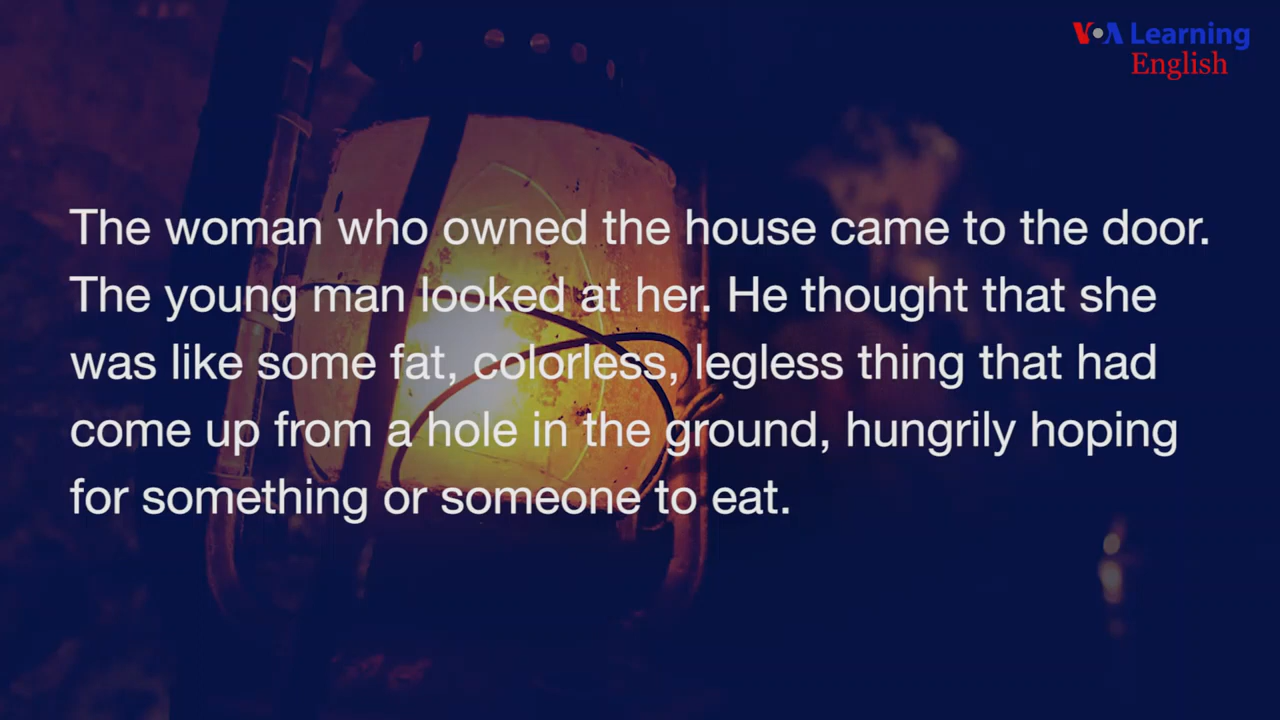 VOA Learning
English
The woman who owned the house came to the door.
The young man looked at her. He thought that she
was like some fat, colorless, legless thing that had
come up from a hole in the ground, hungrily hoping
for something or someone to eat.